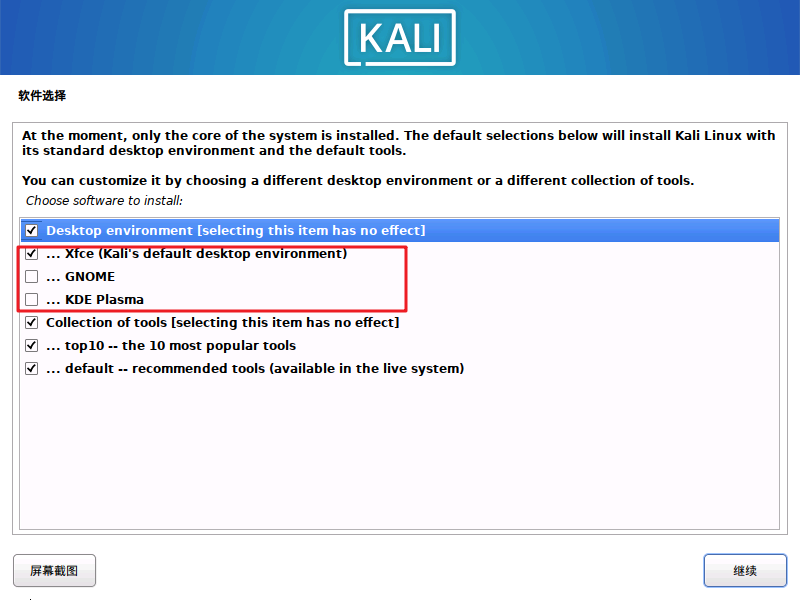 KALI
软件选择
At the moment, only the core of the system is installed. The default selections below will install Kali Linux with
its standard desktop environment and the default tools.
You can customize it by choosing a different desktop environment or a different collection of tools.
Choose software to install:
Desktop environment [selecting this item has no effect]
... Xfce (Kali's default desktop environment)
... GNOME
... KDE Plasma
Collection of tools [selecting this item has no effect]
... top10 -- the 10 most popular tools
... default -- recommended tools (available in the live system)
屏幕截图
继续